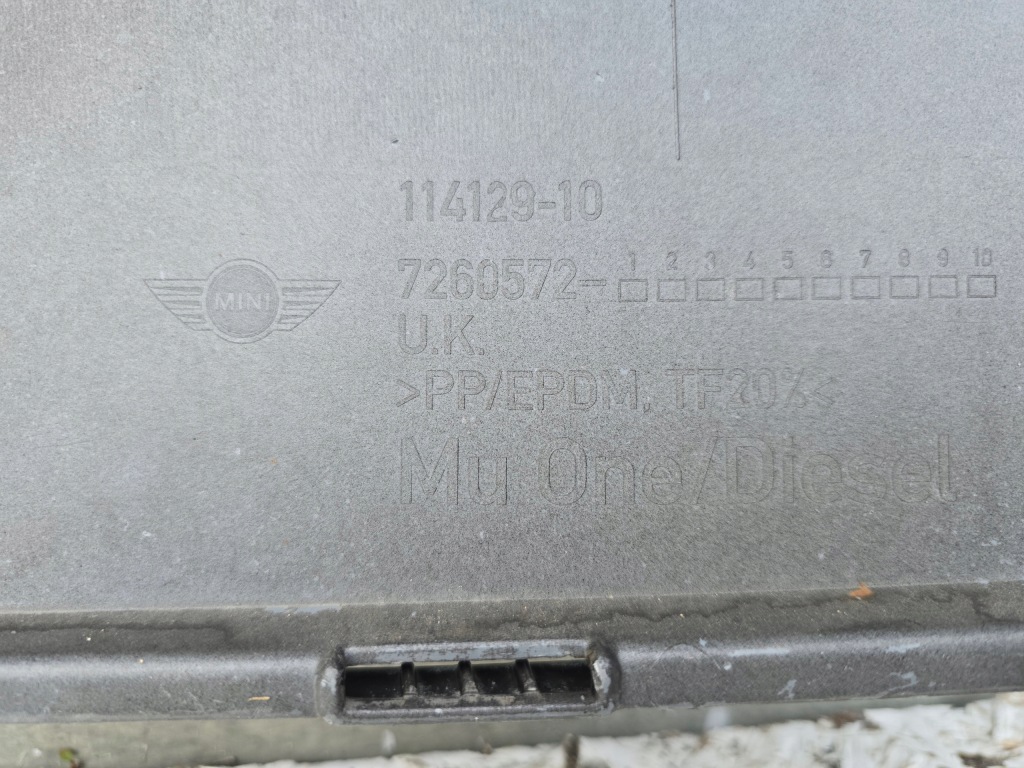 114129-10
1 2 3 4 5 6 7 8 9 10
7260572-
MINI
U.K.
>PP/EPDM, TF20%<
Mu One/Diesel